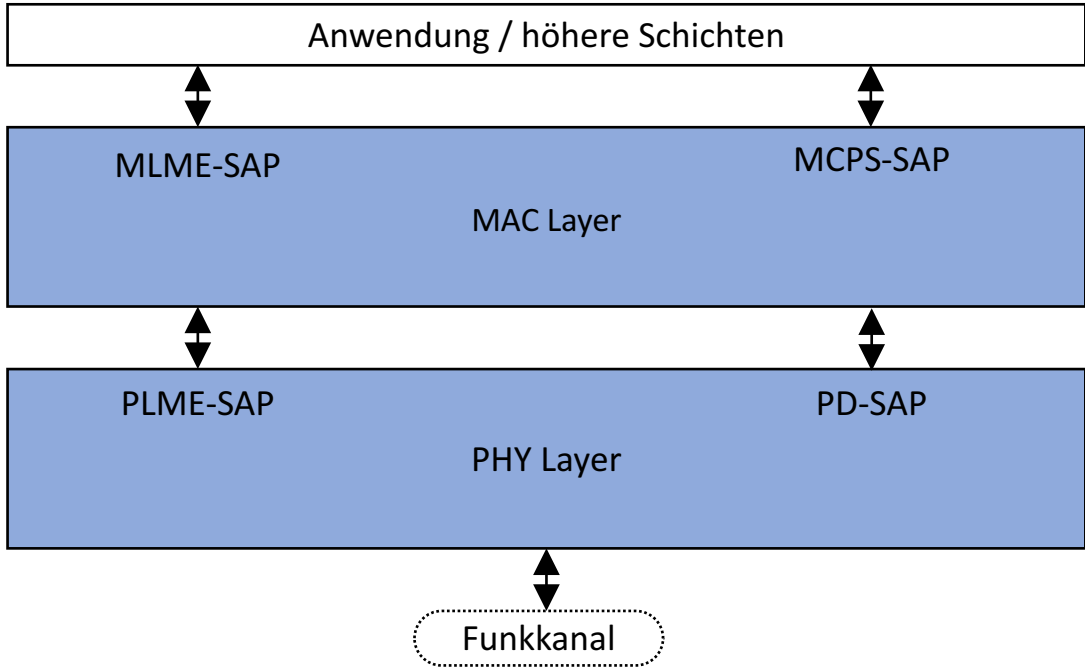 Anwendung / höhere Schichten
MLME-SAP
MCPS-SAP
MAC Layer
PLME-SAP
PD-SAP
PHY Layer
Funkkanal